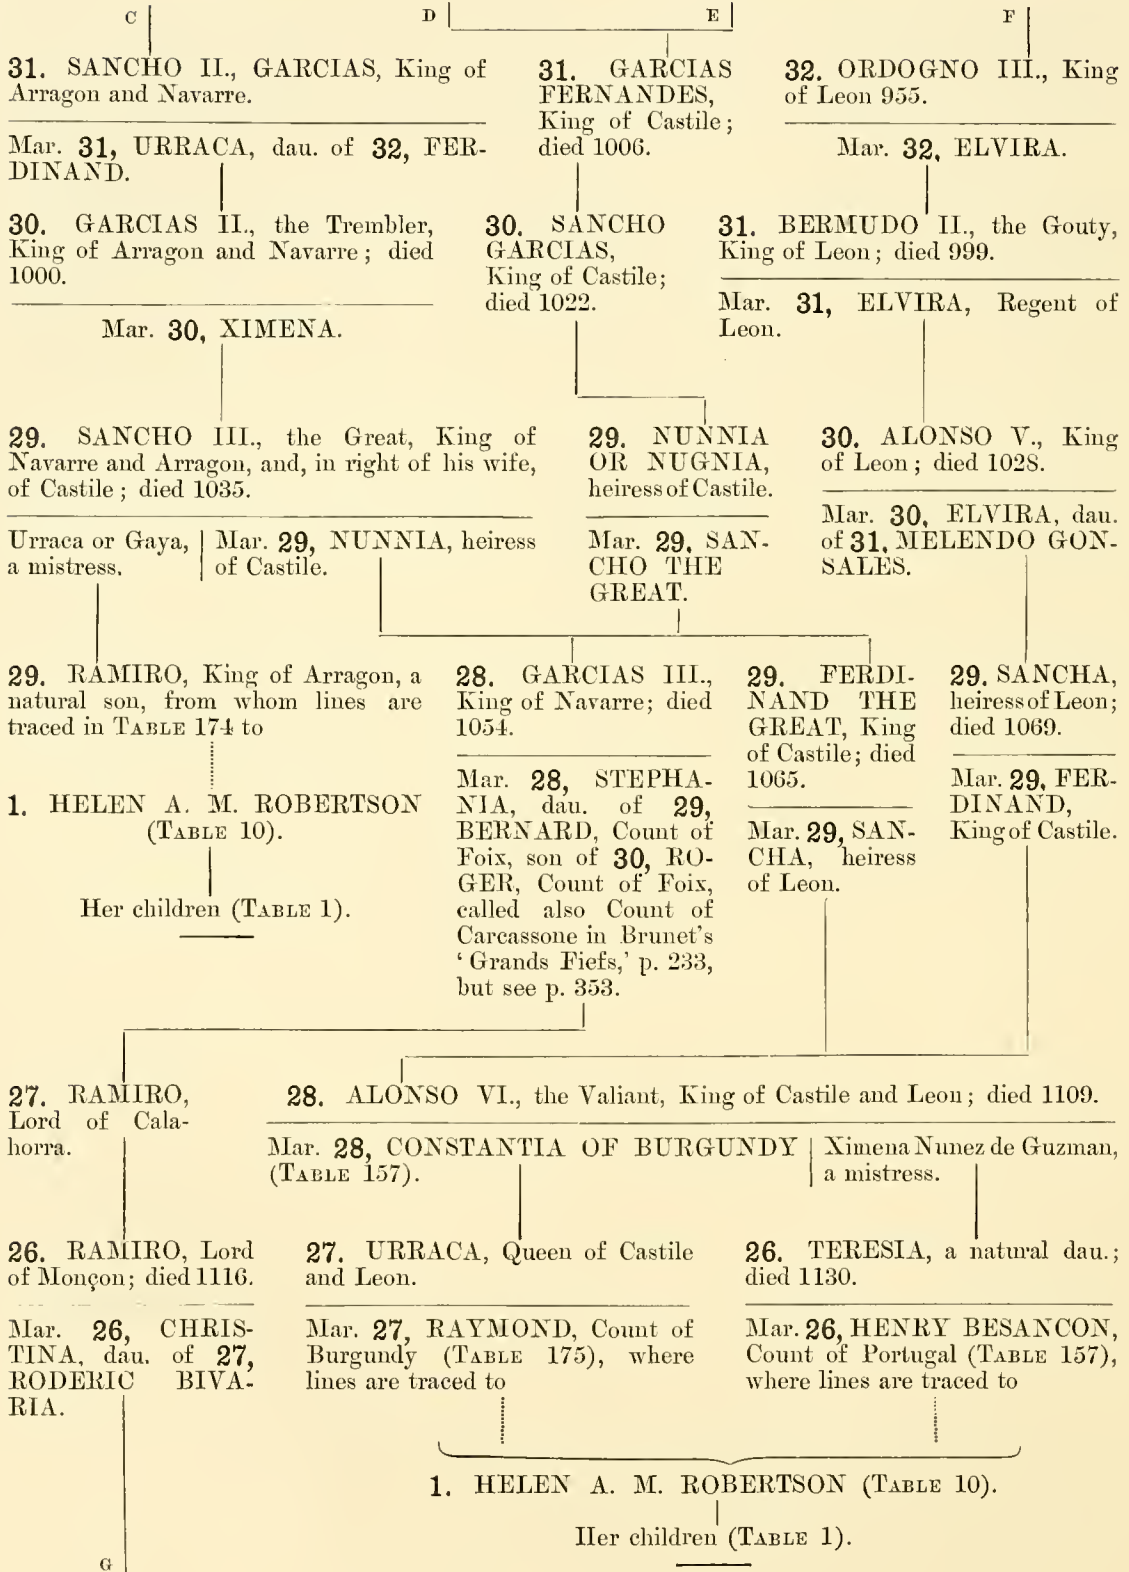 C
D
E
F
31. SANCHO II., GARCIAS, King of
Arragon and Navarre.
Mar. 31, URRACA, dau. of 32, FER-
DINAND.
31. GARCIAS
FERNANDES,
King of Castile;
died 1006.
32. ORDOGNO III., King
of Leon 955.
Mar. 32, ELVIRA.
30. GARCIAS II., the Trembler,
King of Arragon and Navarre; died
1000.
Mar. 30, XIMENA.
30. SANCHO
GARCIAS,
King of Castile;
died 1022.
31. BERMUDO II., the Gouty,
King of Leon; died 999.
Mar. 31, ELVIRA, Regent of
Leon.
29. SANCHO III., the Great, King of
Navarre and Arragon, and, in right of his wife,
of Castile; died 1035.
Urraca or Gaya,
a mistress.
Mar. 29, NUNNIA, heiress
of Castile.
29. NUNNIA
OR NUGNIA,
heiress of Castile.
Mar. 29, SAN-
CHO THE
GREAT.
30. ALONSO V., King
of Leon; died 1028.
Mar. 30, ELVIRA, dau.
of 31, MELENDO GON-
SALES.
29. RAMIRO, King of Arragon, a
natural son, from whom lines are
traced in TABLE 174 to
1. HELEN A. M. ROBERTSON
(TABLE 10).
Her children (TABLE 1).
28. GARCIAS III.,
King of Navarre; died
1054.
Mar. 28, STEPHA-
NIA, dau. of 29,
BERNARD, Count of
Foix, son of 30, RO-
GER, Count of Foix,
called also Count of
Carcassone in Brunet's
‘Grands Fiefs,’ p. 233,
but see p. 353.
29. FERDI-
NAND THE
GREAT, King
of Castile; died
1065.
Mar. 29, SAN-
CHA, heiress
of Leon.
29. SANCHA,
heiress of Leon;
died 1069.
Mar. 29, FER-
DINAND,
King of Castile.
27. RAMIRO,
Lord of Cala-
horra.
28. ALONSO VI., the Valiant, King of Castile and Leon; died 1109.
Mar. 28, CONSTANTIA OF BURGUNDY
(TABLE 157).
Ximena Nunez de Guzman,
a mistress.
26. RAMIRO, Lord
of Monçon; died 1116.
Mar. 26, CHRIS-
TINA, dau. of 27,
RODERIC BIVA-
RIA.
27. URRACA, Queen of Castile
and Leon.
Mar. 27, RAYMOND, Count of
Burgundy (TABLE 175), where
lines are traced to
26. TERESIA, a natural dau.;
died 1130.
Mar. 26, HENRY BESANCON,
Count of Portugal (TABLE 157),
where lines are traced to
1. HELEN A. M. ROBERTSON (TABLE 10).
Her children (TABLE 1).
G